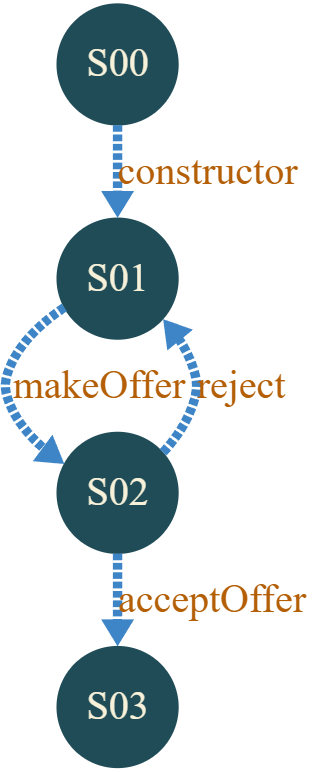 S00
constructor
S01
makeOffer reject
S02
acceptOffer
S03